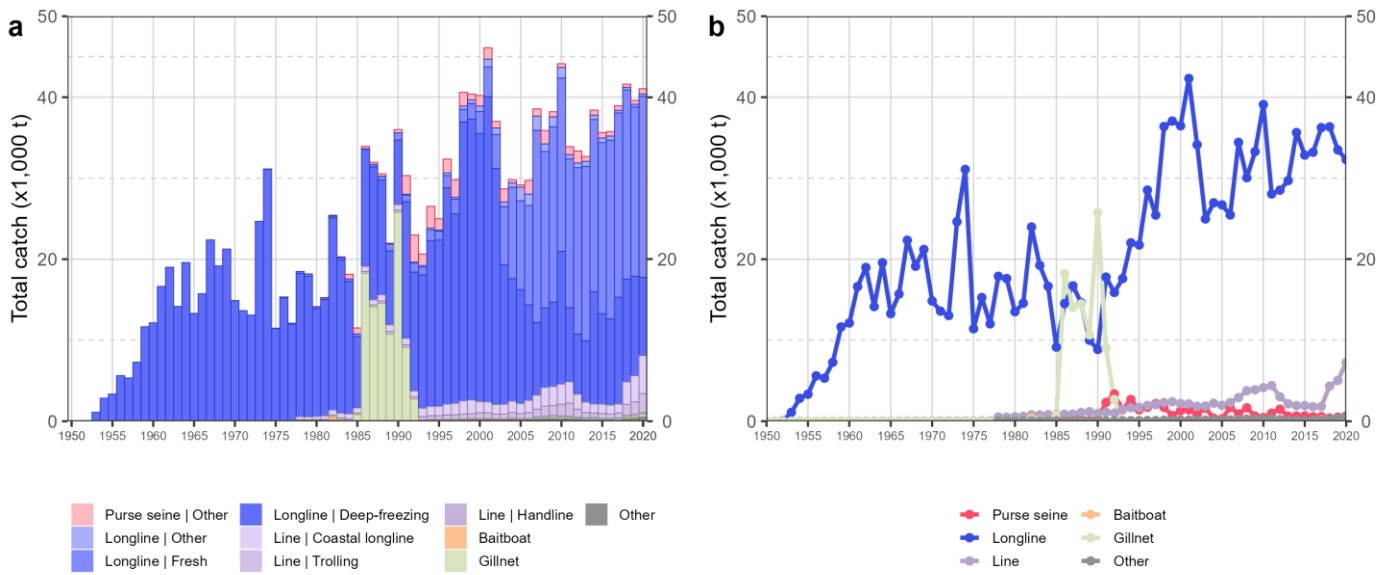 a
Total catch (x1,000 t)
50
40
20
0
50
40
20
0
1950 1955 1960 1965 1970 1975 1980 1985 1990 1995 2000 2005 2010 2015 2020
Purse seine | Other
Longline | Other
Longline | Fresh
Longline | Deep-freezing
Line | Coastal longline
Line | Trolling
Line | Handline
Baitboat
Gillnet
Other
b
Total catch (x1,000 t)
50
40
20
0
50
40
20
0
1950 1955 1960 1965 1970 1975 1980 1985 1990 1995 2000 2005 2010 2015 2020
Purse seine
Longline
Line
Baitboat
Gillnet
Other